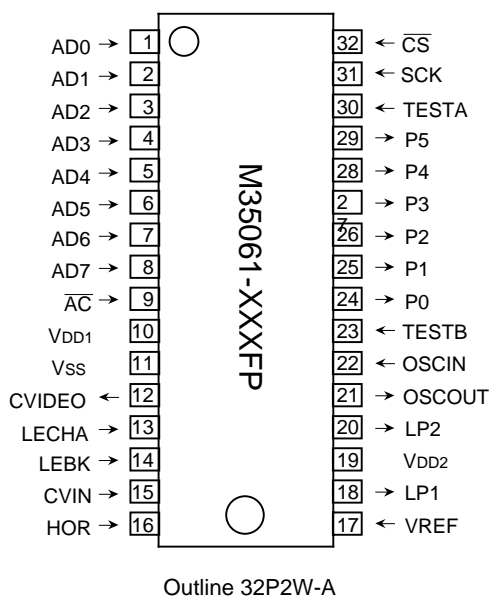 AD0 → 1
AD1 → 2
AD2 → 3
AD3 → 4
AD4 → 5
AD5 → 6
AD6 → 7
AD7 → 8
A̅C̅ → 9
VDD1 10
VSS 11
CVIDEO ← 12
LECHA → 13
LEBK → 14
CVIN → 15
HOR → 16
M35061-XXXFP
32 ← C̅S̅
31 ← SCK
30 ← TESTA
29 → P5
28 → P4
27 → P3
26 → P2
25 → P1
24 → P0
23 ← TESTB
22 ← OSCIN
21 → OSCOUT
20 → LP2
19 VDD2
18 → LP1
17 ← VREF
Outline 32P2W-A